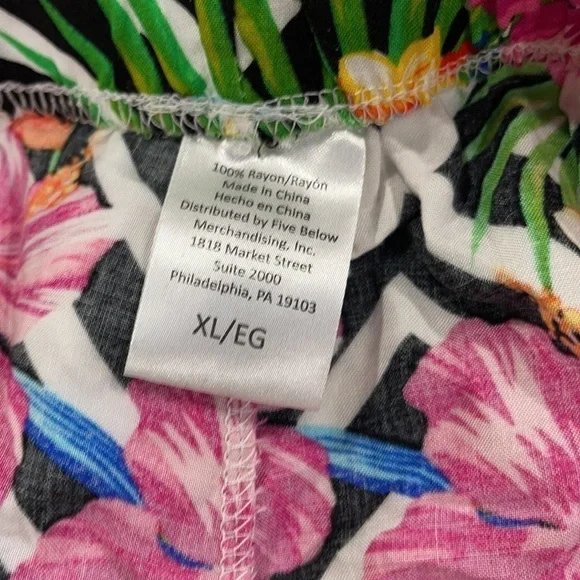 100% Rayon/Rayón
Made in China
Hecho en China
Distributed by Five Below
Merchandising, Inc.
1818 Market Street
Suite 2000
Philadelphia, PA 19103
XL/EG